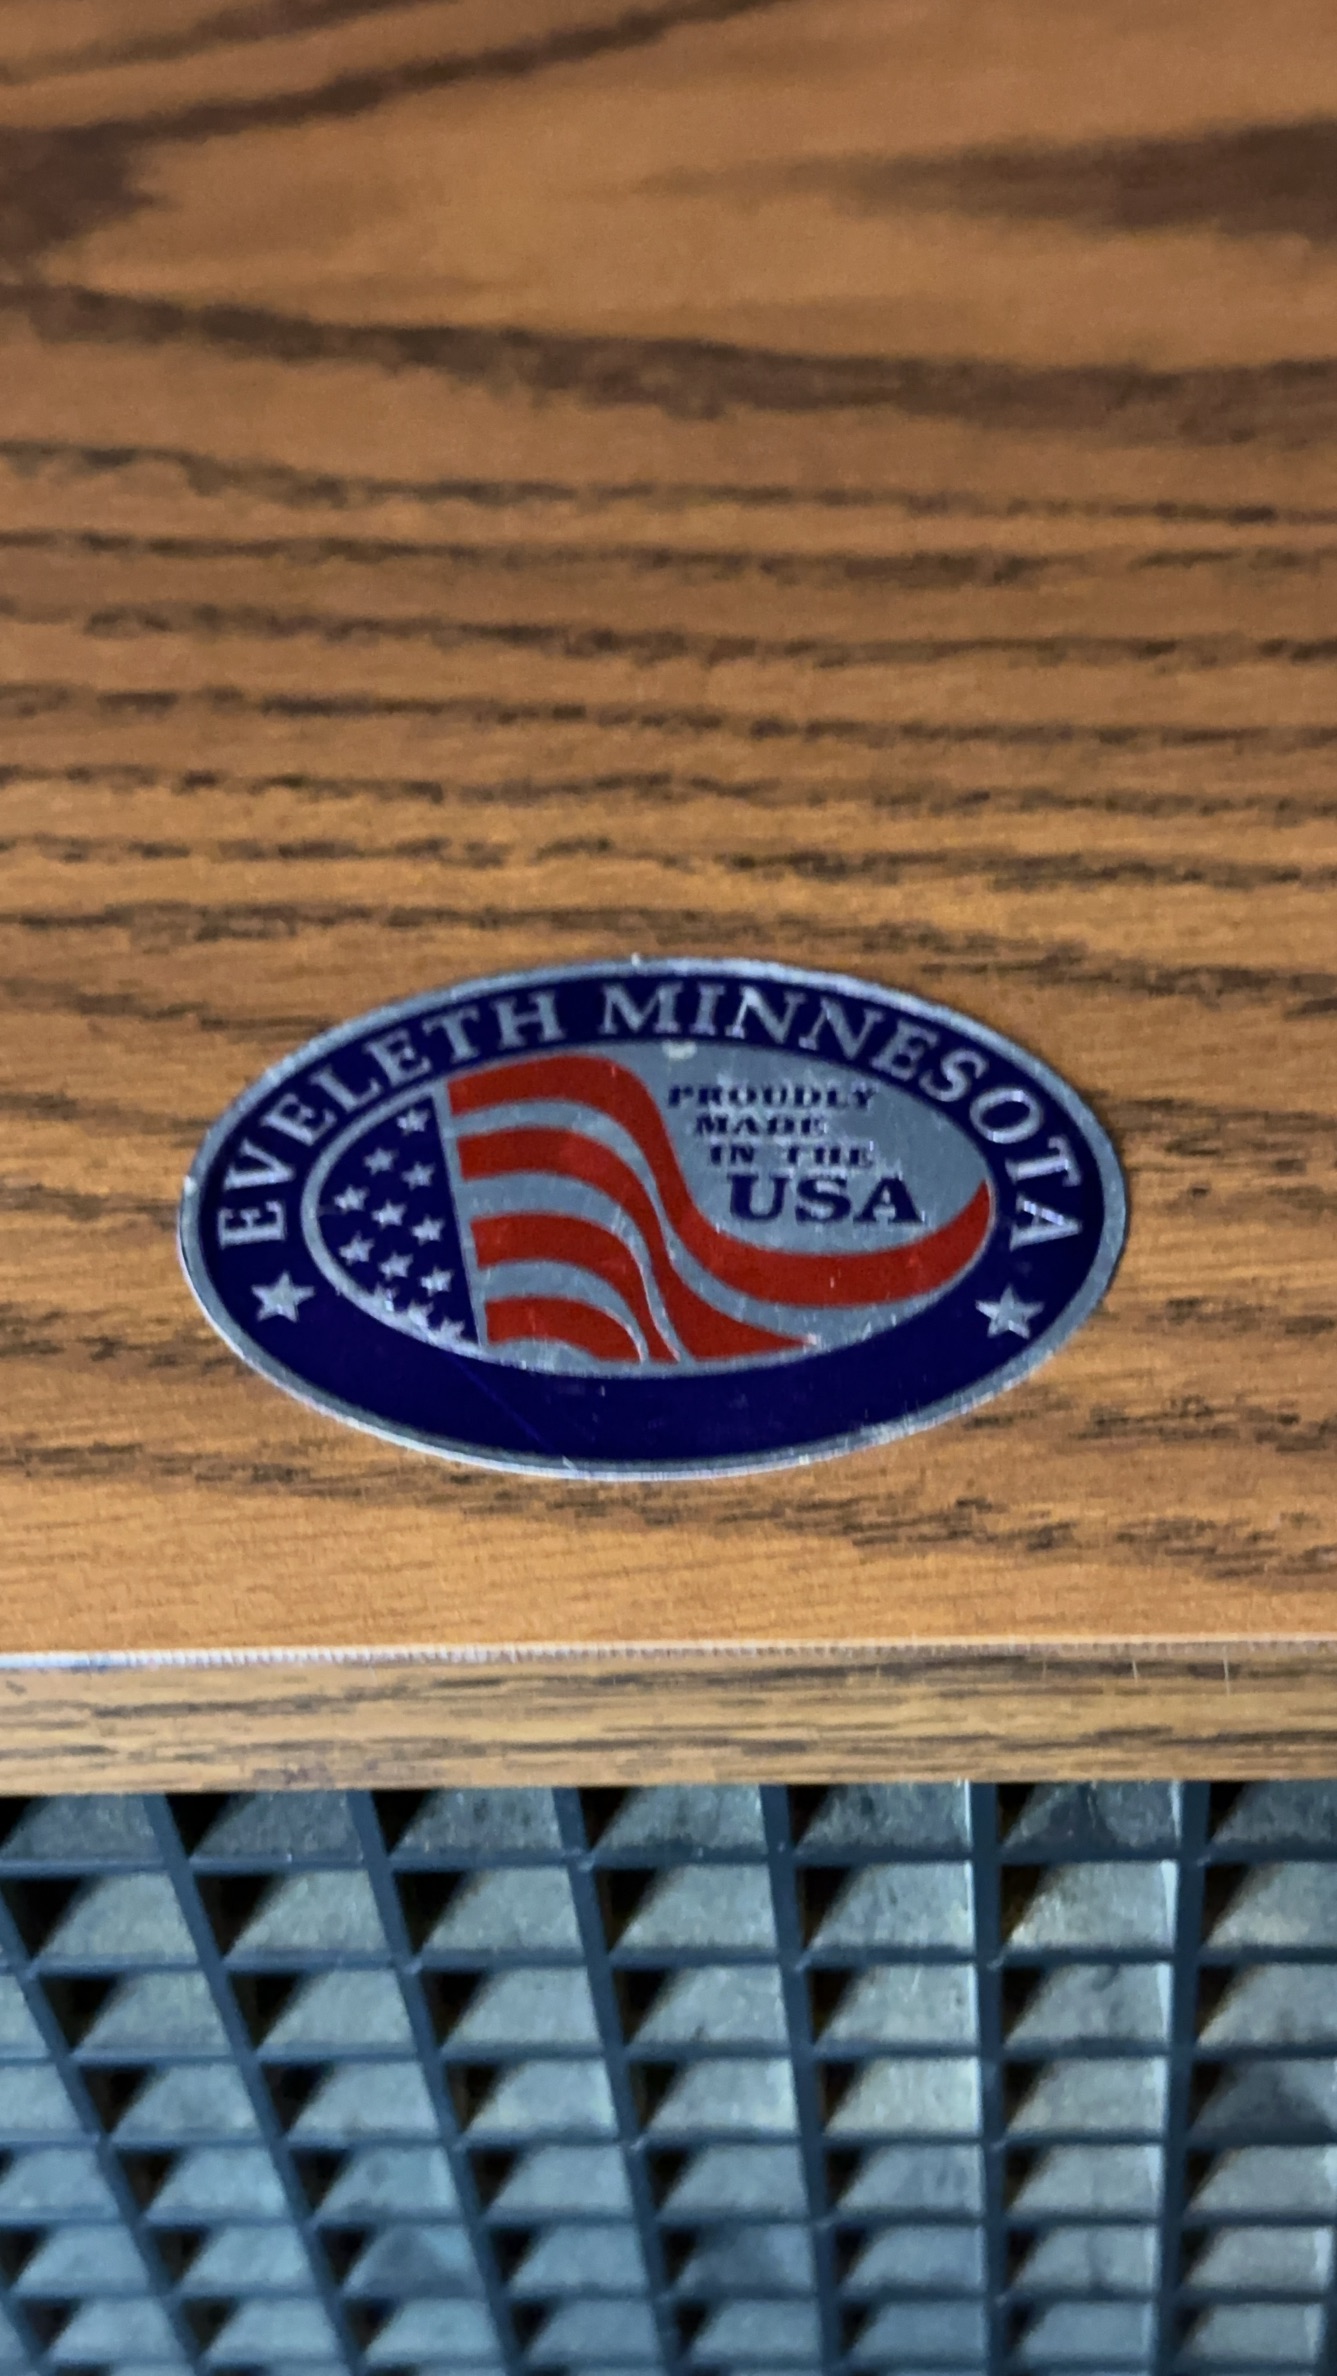 EVELETH MINNESOTA
PROUDLY
MADE
IN THE
USA